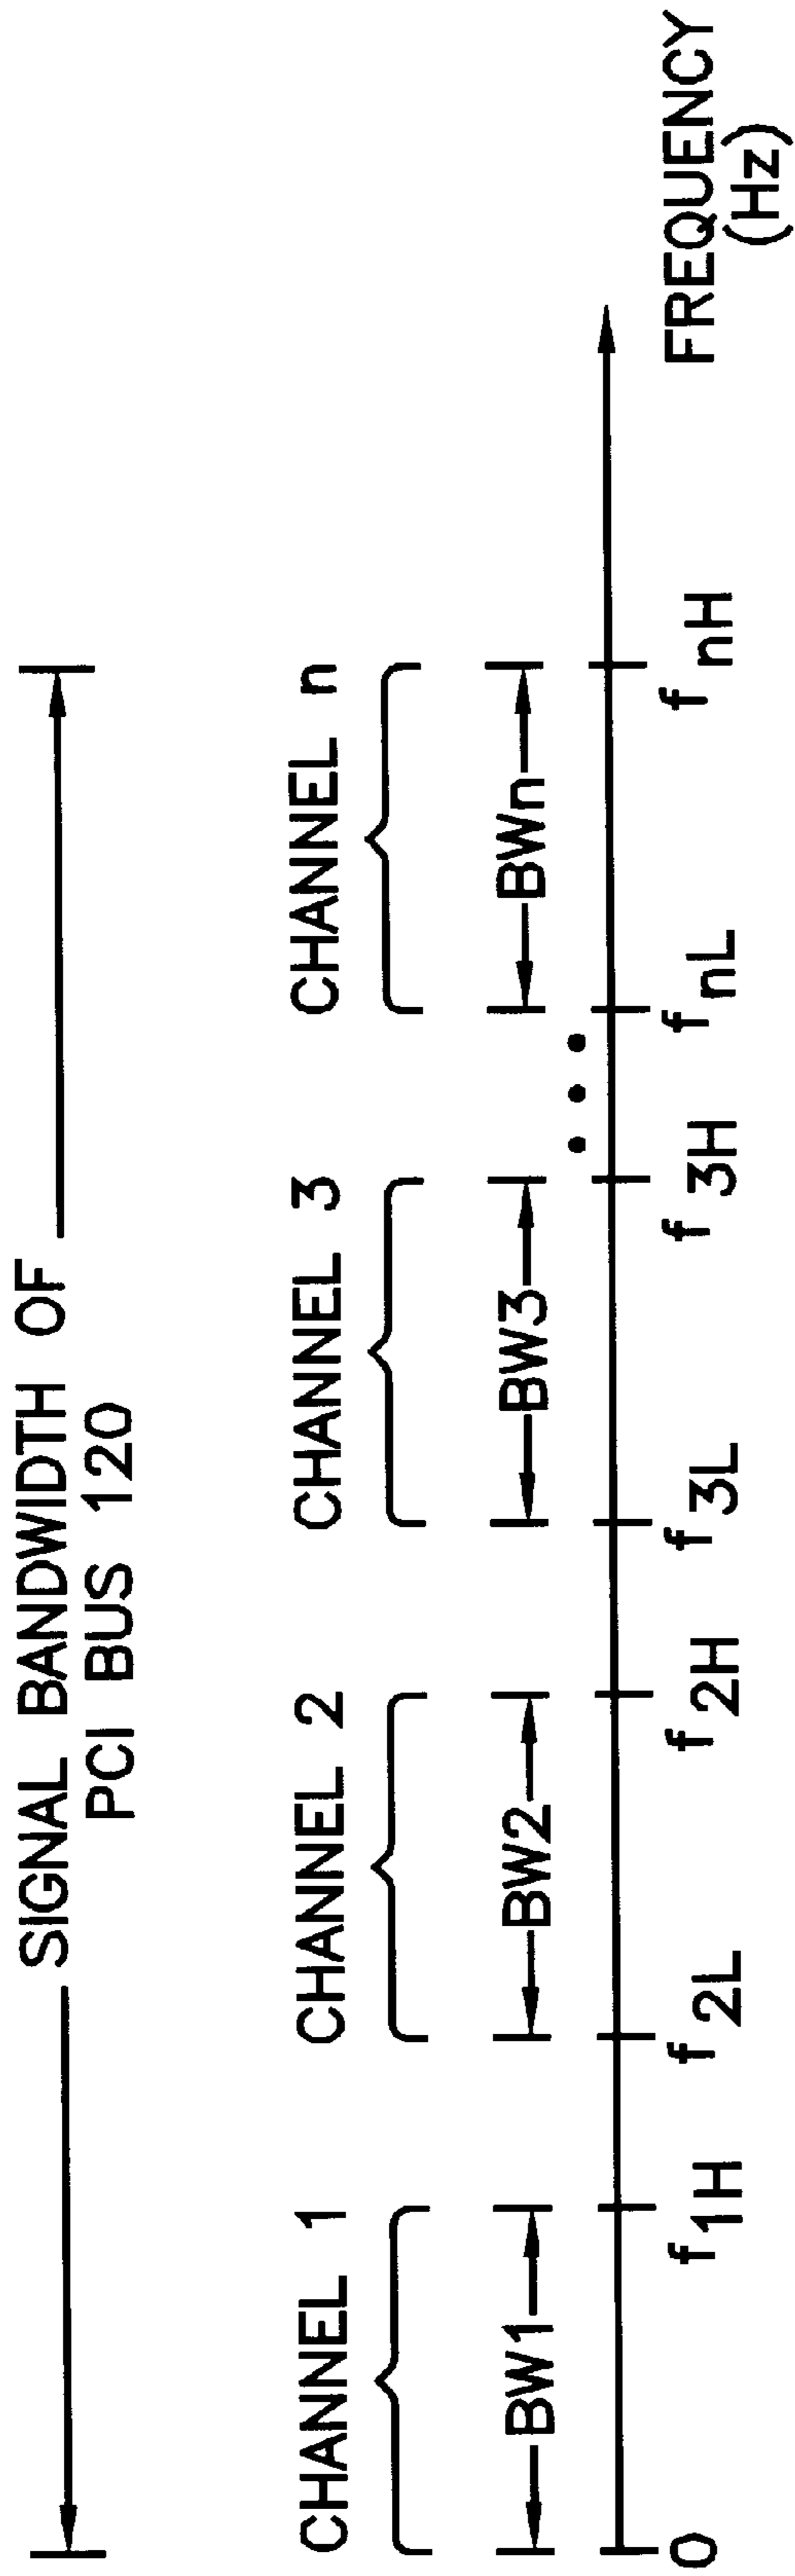 SIGNAL BANDWIDTH OF
PCI BUS 120
CHANNEL 1 CHANNEL 2 CHANNEL 3 CHANNEL n
BW1 BW2 BW3 BWn
0 f1H f2L f2H f3L f3H fnL fnH
FREQUENCY
(Hz)